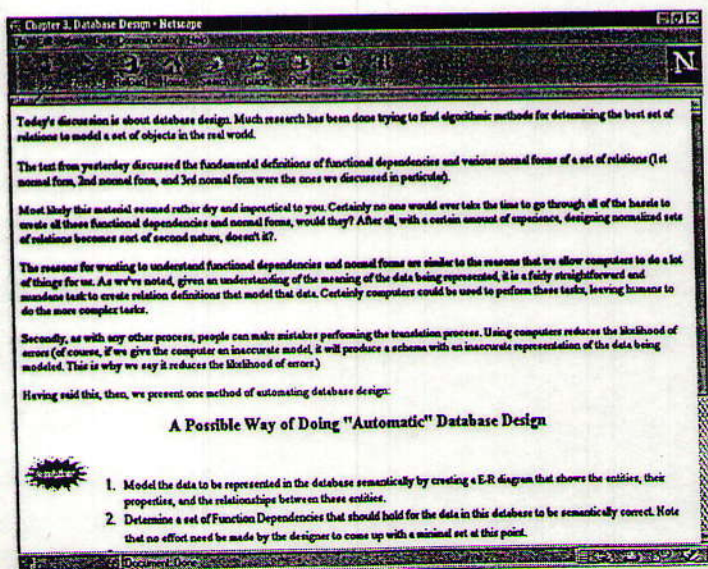 Chapter 3, Database Design - Netscape
N
Today's discussion is about database design. Much research has been done trying to find algorithmic methods for determining the best set of
relations to model a set of objects in the real world.
The text from yesterday discussed the fundamental definitions of functional dependencies and various normal forms of a set of relations (1st
normal form, 2nd normal form, and 3rd normal form were the ones we discussed in particular).
Most likely this material seemed rather dry and impractical to you. Certainly no one would ever take the time to go through all of the hassle to
create all these functional dependencies and normal forms, would they? After all, with a certain amount of experience, designing normalized sets
of relations becomes sort of second nature, doesn't it?.
The reasons for wanting to understand functional dependencies and normal forms are similar to the reasons that we allow computers to do a lot
of things for us. As we've noted, given an understanding of the meaning of the data being represented, it is a fairly straightforward and
mundane task to create relation definitions that model that data. Certainly computers could be used to perform these tasks, leaving humans to
do the more complex tasks.
Secondly, as with any other process, people can make mistakes performing the translation process. Using computers reduces the likelihood of
errors (of course, if we give the computer an inaccurate model, it will produce a schema with an inaccurate representation of the data being
modeled. This is why we say it reduces the likelihood of errors.)
Having said this, then, we present one method of automating database design:
A Possible Way of Doing "Automatic" Database Design
1. Model the data to be represented in the database semantically by creating a E-R diagram that shows the entities, their
properties, and the relationships between these entities.
2. Determine a set of Function Dependencies that should hold for the data in this database to be semantically correct. Note
that no effort need be made by the designer to come up with a minimal set at this point.
Document: Done